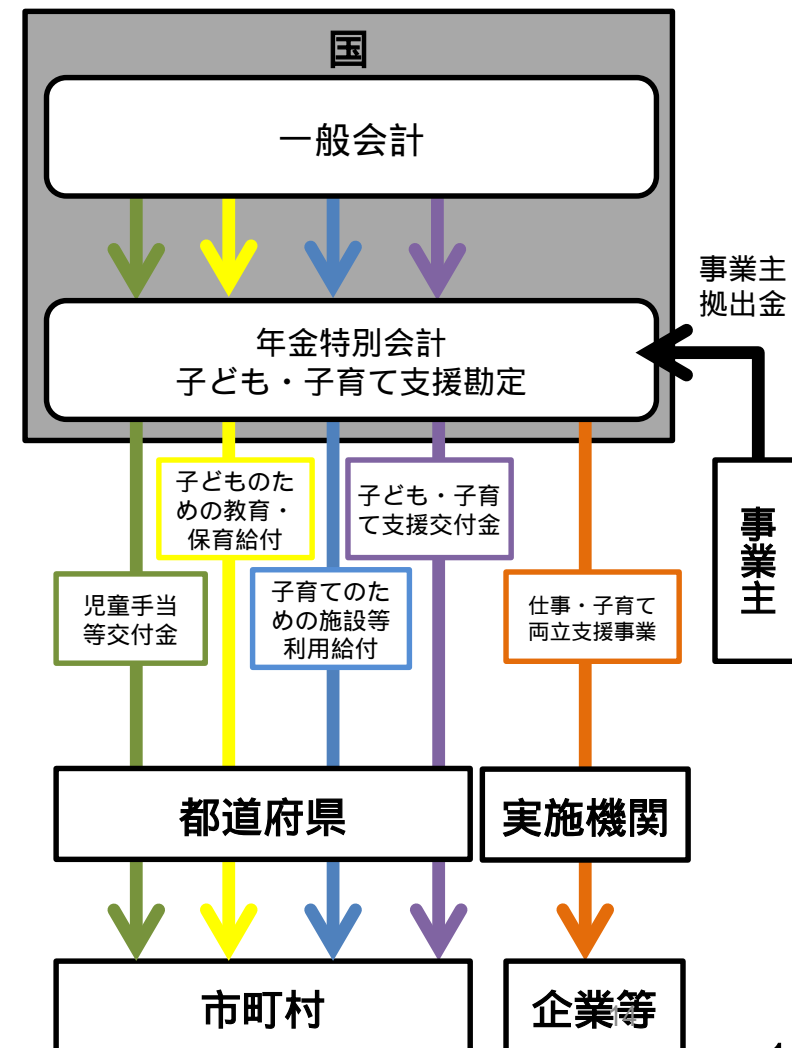 国
一般会計
事業主
拠出金
年金特別会計
子ども・子育て支援勘定
子どものた
めの教育・
保育給付
子ども・子育
て支援交付金
事業主
児童手当
等交付金
子育てのた
めの施設等
利用給付
仕事・子育て
両立支援事業
都道府県
実施機関
市町村
企業等
14